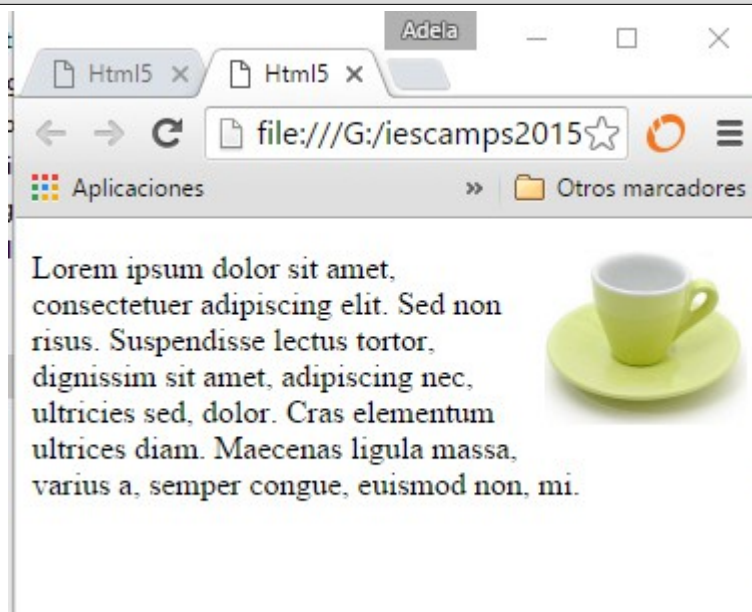 Adela
Html5 Html5
file:///G:/iescamps2015
Aplicaciones » Otros marcadores
Lorem ipsum dolor sit amet,
consectetuer adipiscing elit. Sed non
risus. Suspendisse lectus tortor,
dignissim sit amet, adipiscing nec,
ultricies sed, dolor. Cras elementum
ultrices diam. Maecenas ligula massa,
varius a, semper congue, euismod non, mi.